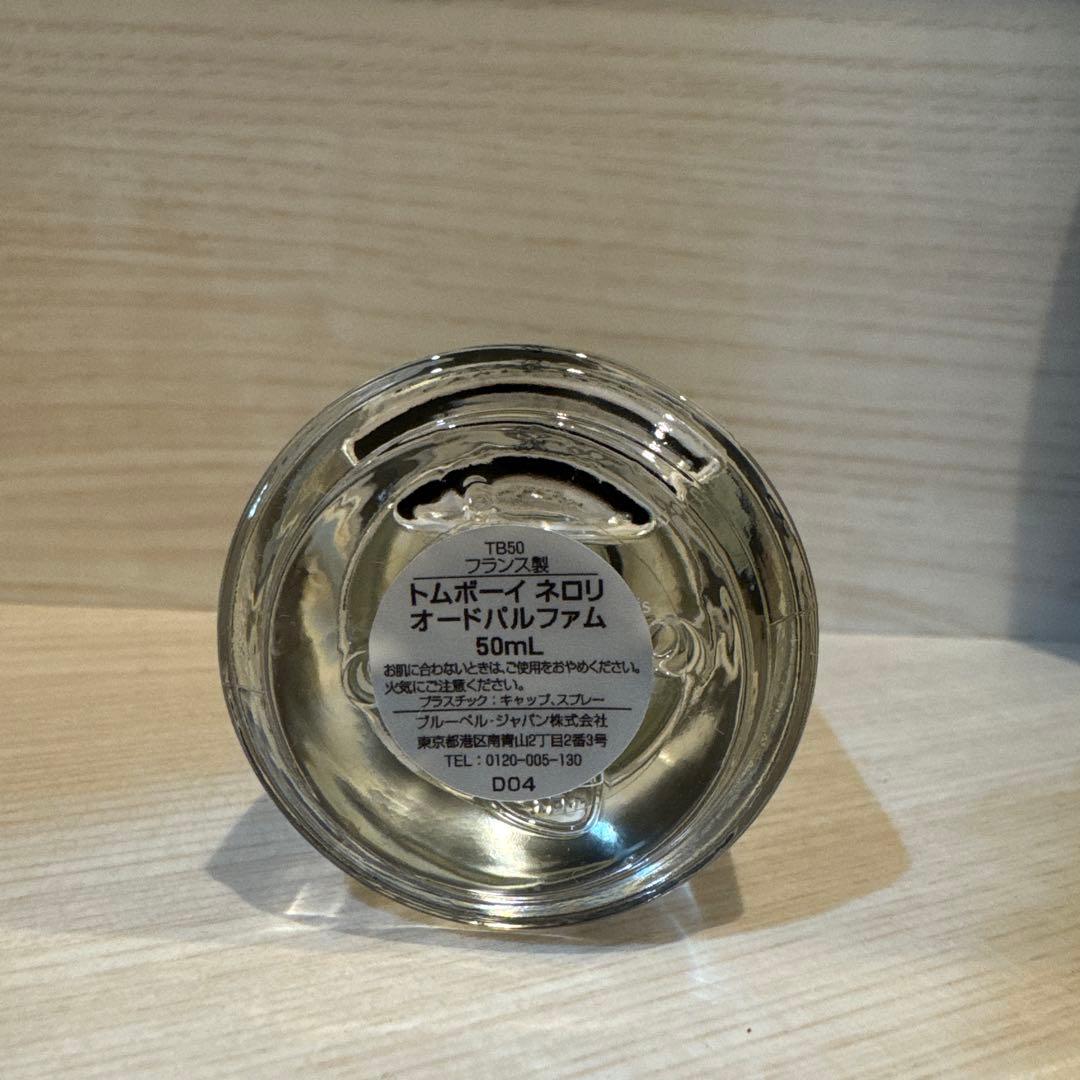 TB50
フランス製
トムボーイ ネロリ
オードパルファム
50mL
お肌に合わないときは、ご使用をおやめください。
火気にご注意ください。
プラスチック：キャップ、スプレー
ブルーベル・ジャパン株式会社
東京都港区南青山2丁目2番3号
TEL：0120-005-130
D04